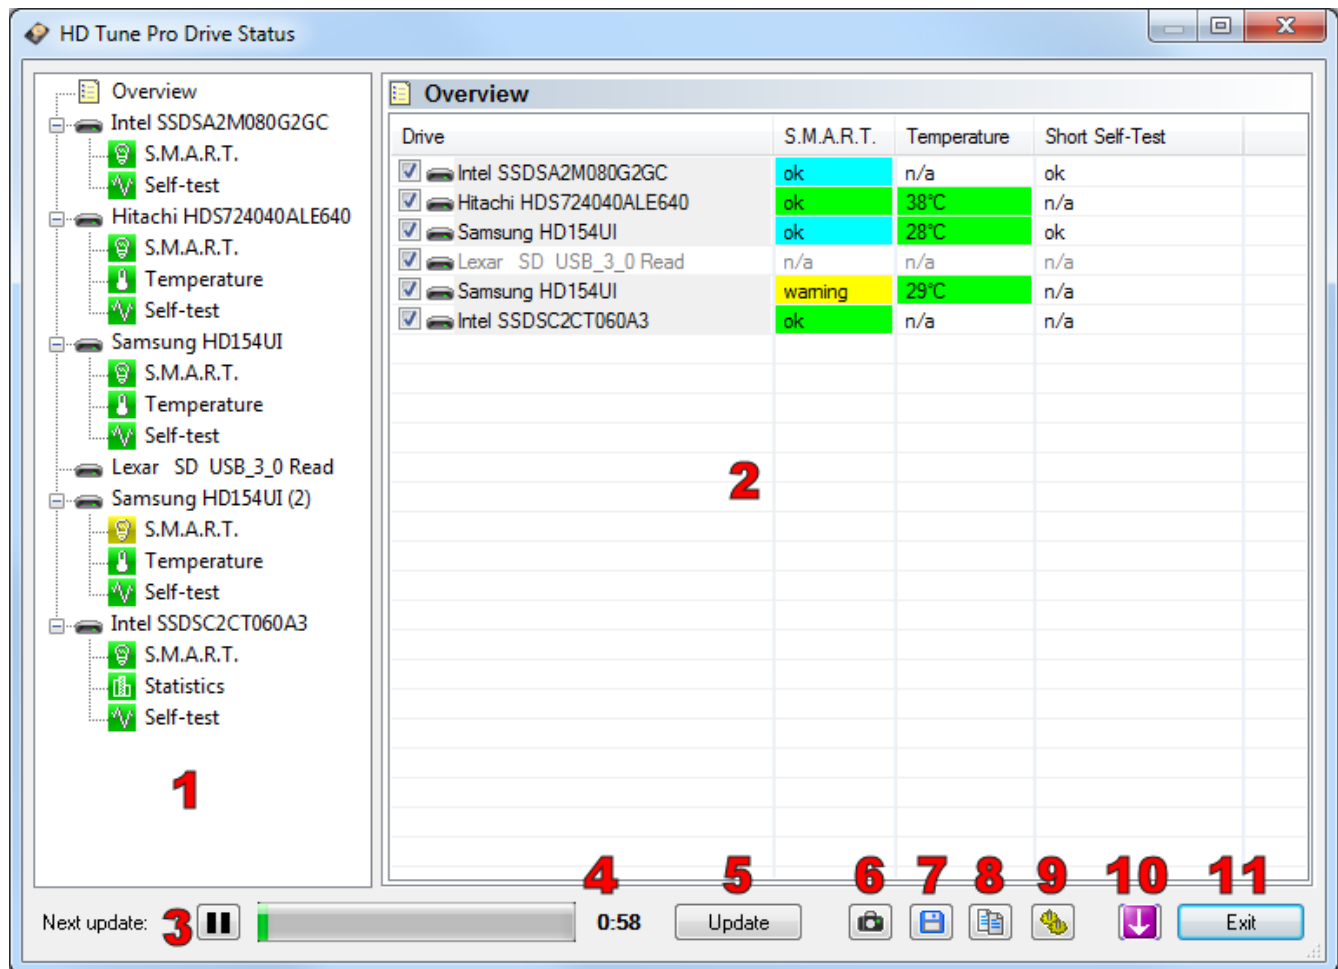 HD Tune Pro Drive Status
Overview
Intel SSDSA2M080G2GC
S.M.A.R.T.
Self-test
Hitachi HDS724040ALE640
S.M.A.R.T.
Temperature
Self-test
Samsung HD154UI
S.M.A.R.T.
Temperature
Self-test
Lexar SD USB_3_0 Read
Samsung HD154UI (2)
S.M.A.R.T.
Temperature
Self-test
Intel SSDSC2CT060A3
S.M.A.R.T.
Statistics
Self-test
1
Overview
Drive S.M.A.R.T. Temperature Short Self-Test
Intel SSDSA2M080G2GC ok n/a ok
Hitachi HDS724040ALE640 ok 38°C n/a
Samsung HD154UI ok 28°C ok
Lexar SD USB_3_0 Read n/a n/a n/a
Samsung HD154UI warning 29°C n/a
Intel SSDSC2CT060A3 ok n/a n/a
2
4 5 6 7 8 9 10 11
Next update: 3 0:58 Update Exit